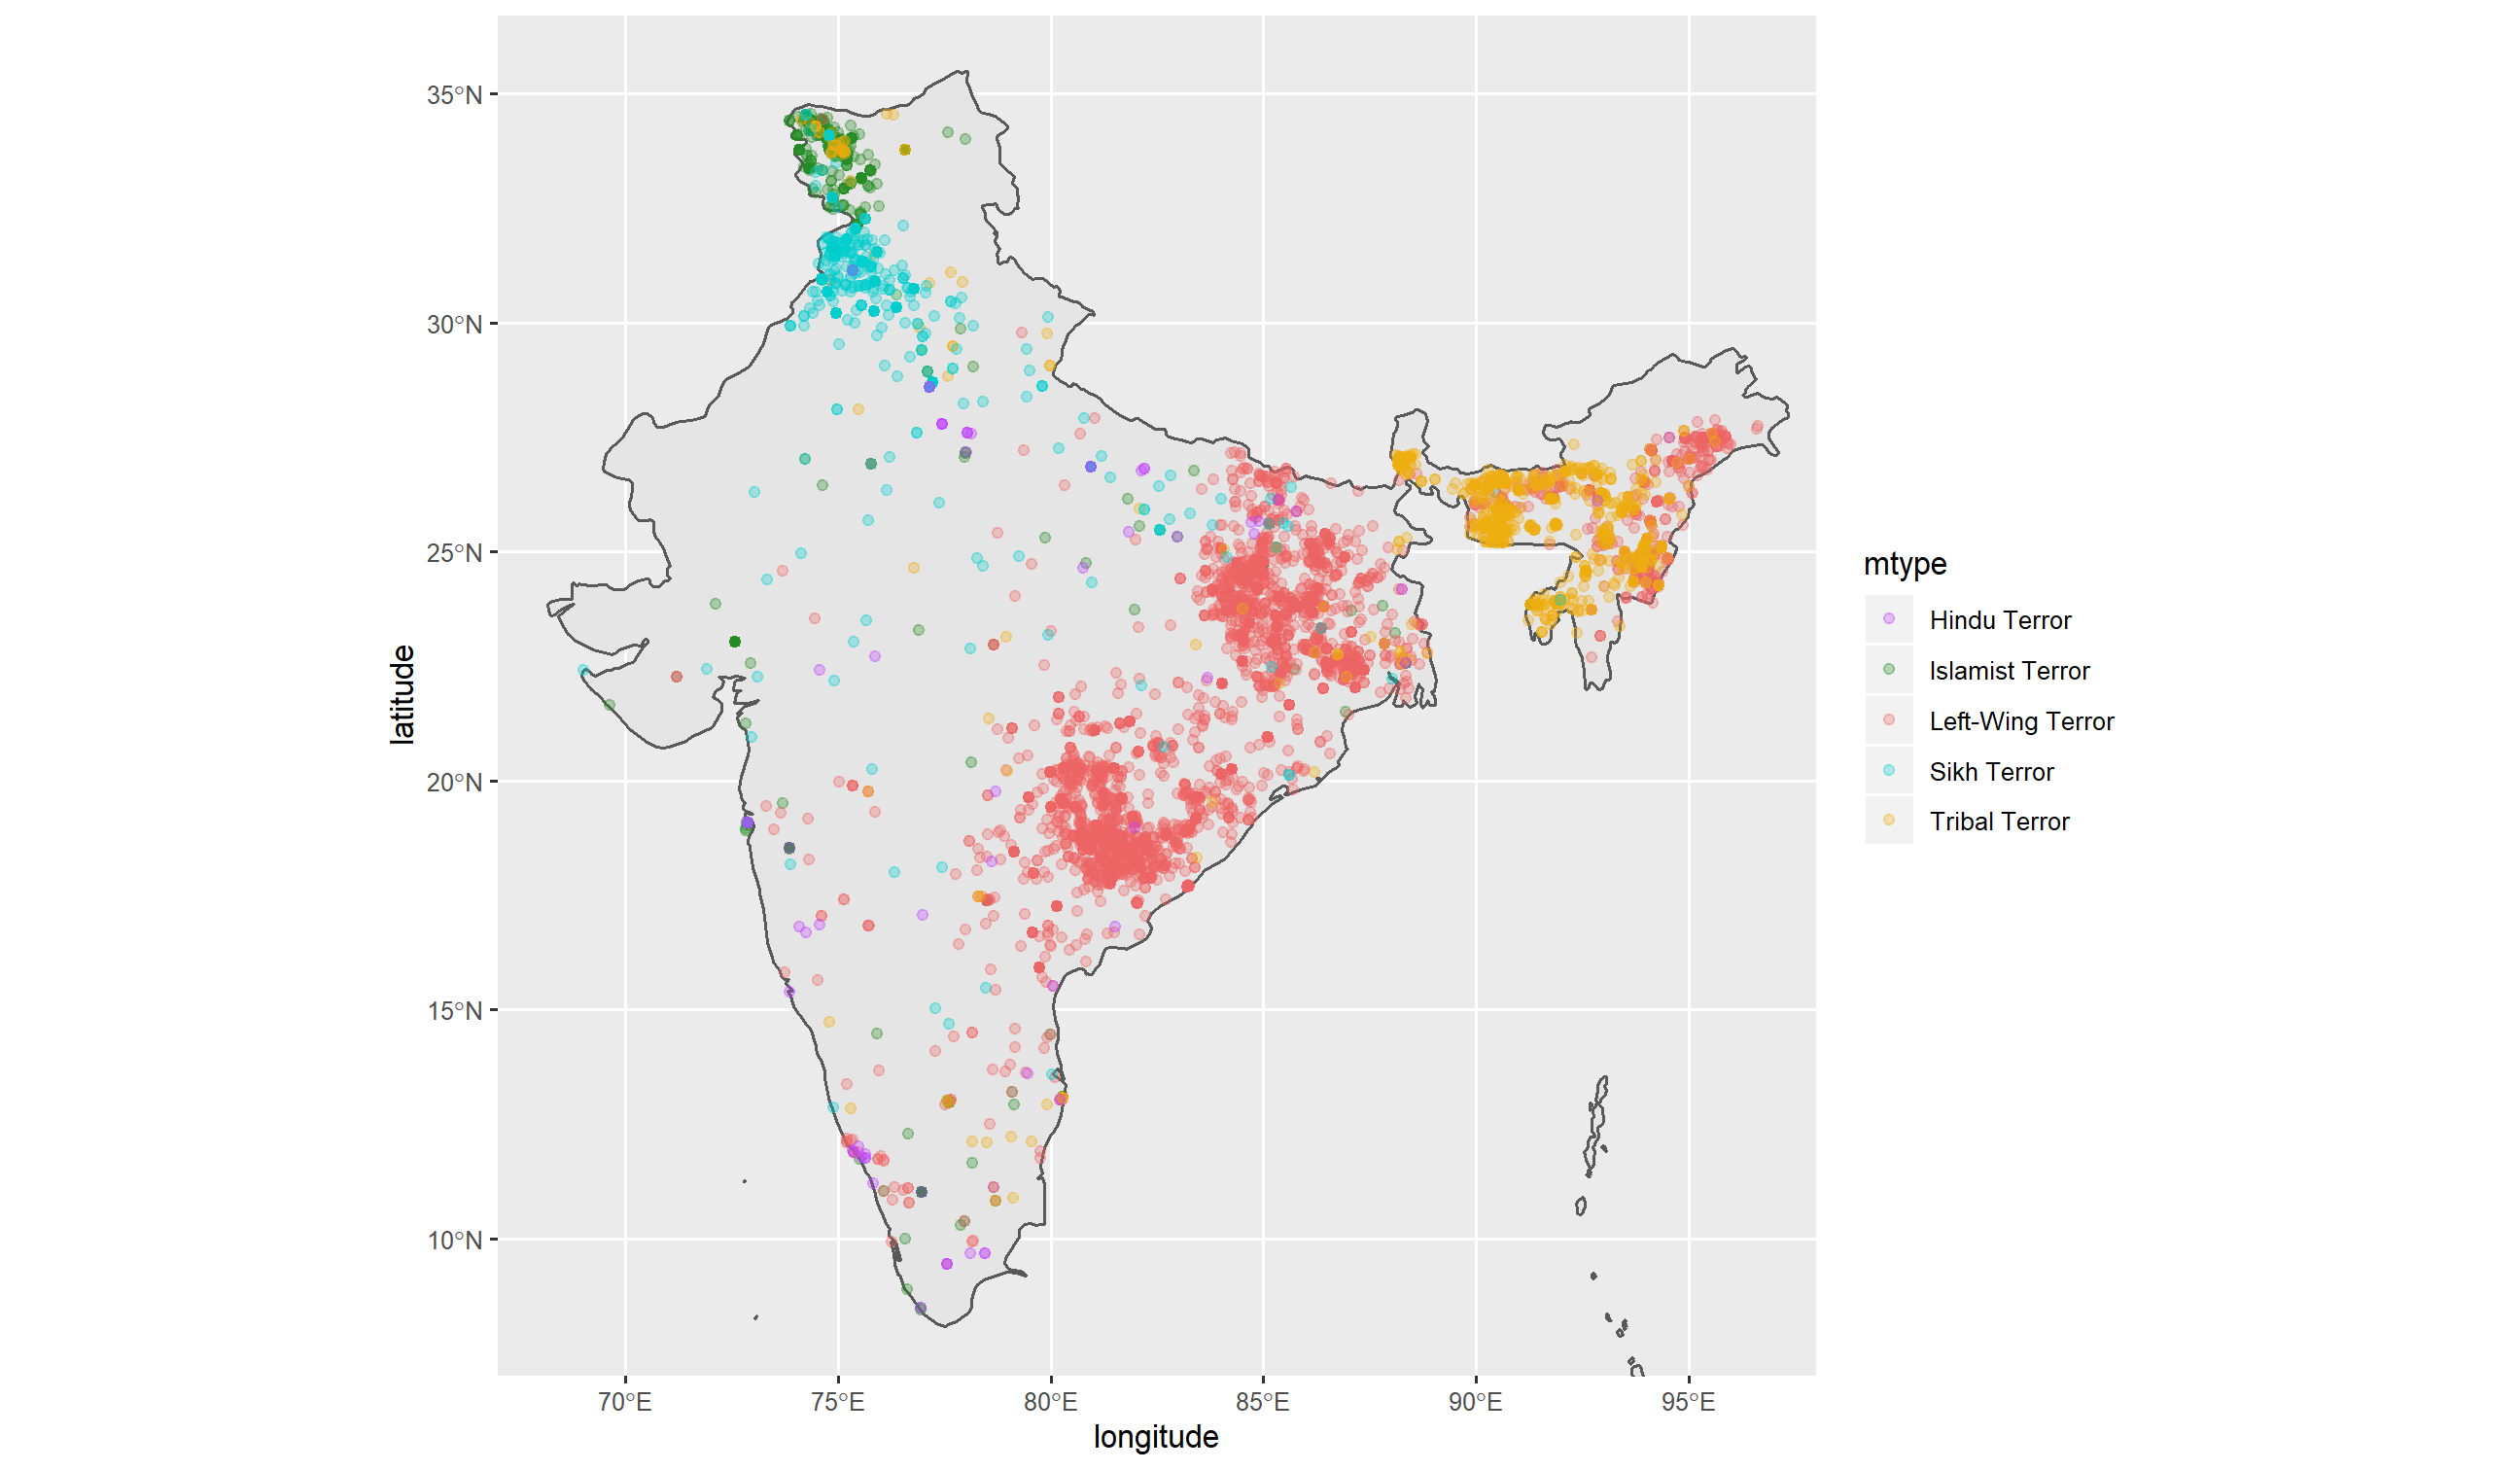 35°N
30°N
25°N
20°N
15°N
10°N
latitude
70°E 75°E 80°E 85°E 90°E 95°E
longitude
mtype
Hindu Terror
Islamist Terror
Left-Wing Terror
Sikh Terror
Tribal Terror